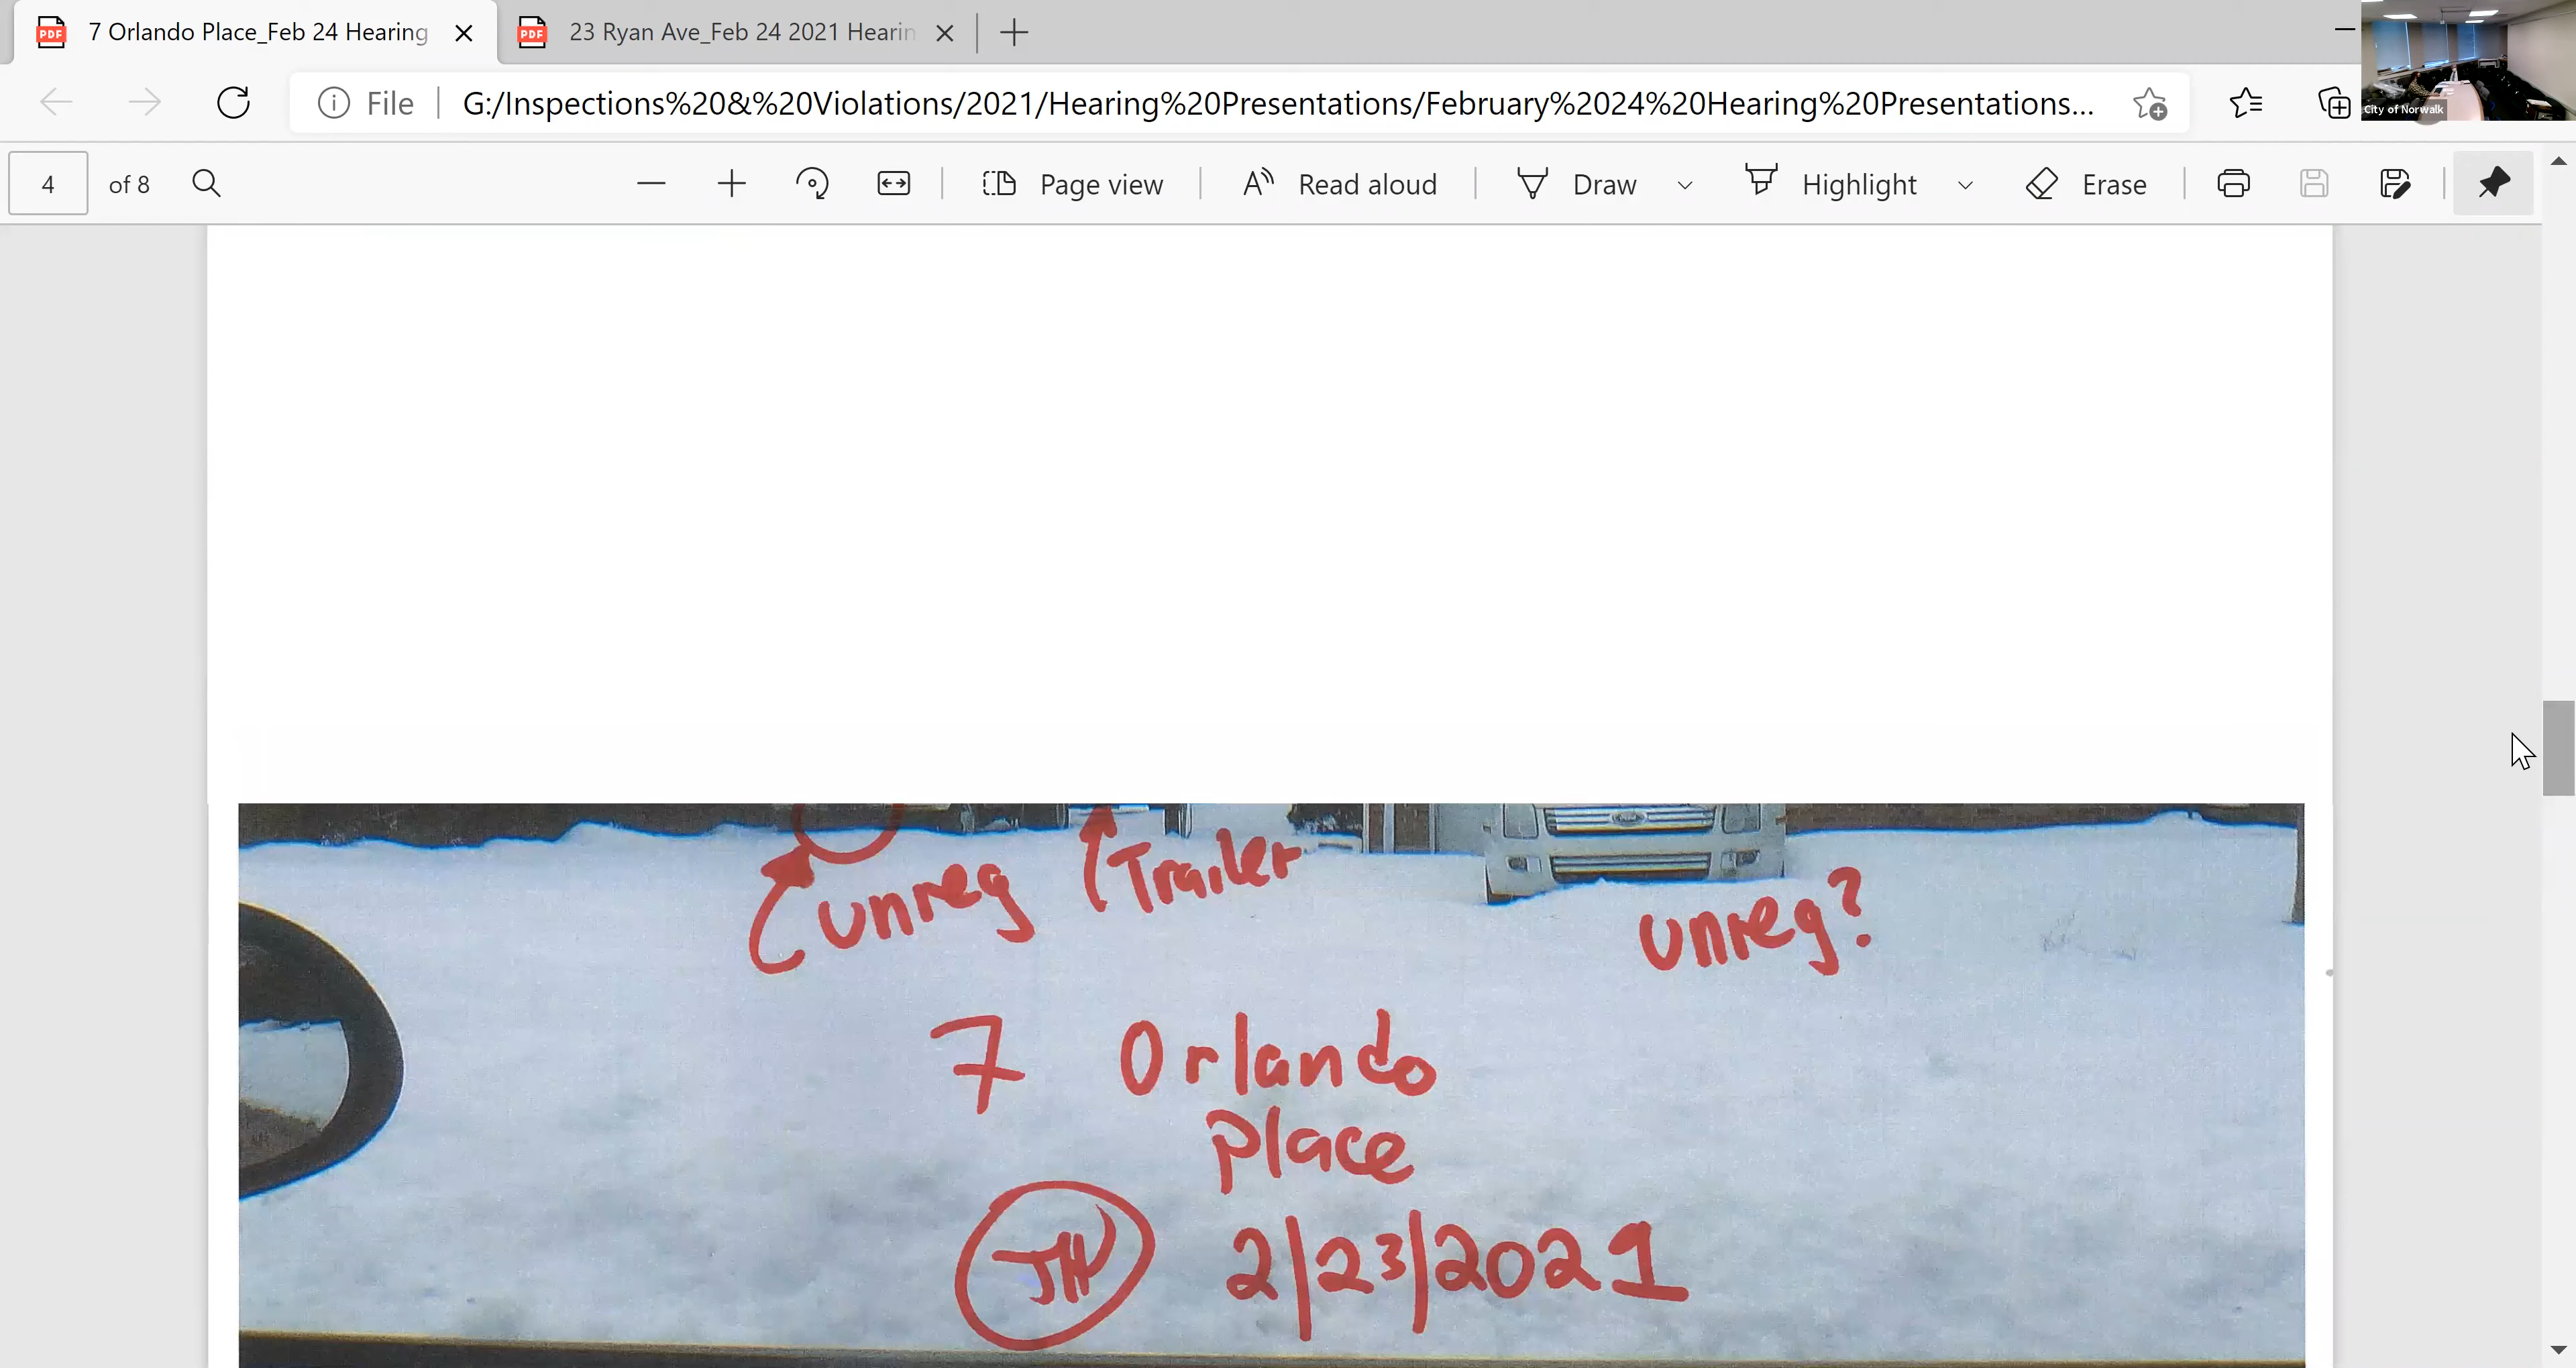 7 Orlando Place_Feb 24 Hearing
23 Ryan Ave_Feb 24 2021 Hearin
File
G:/Inspections%20&%20Violations/2021/Hearing%20Presentations/February%2024%20Hearing%20Presentations...
City of Norwalk
4 of 8
Page view
Read aloud
Draw
Highlight
Erase
unreg
Trailer
unreg?
7 Orlando
Place
2/23/2021